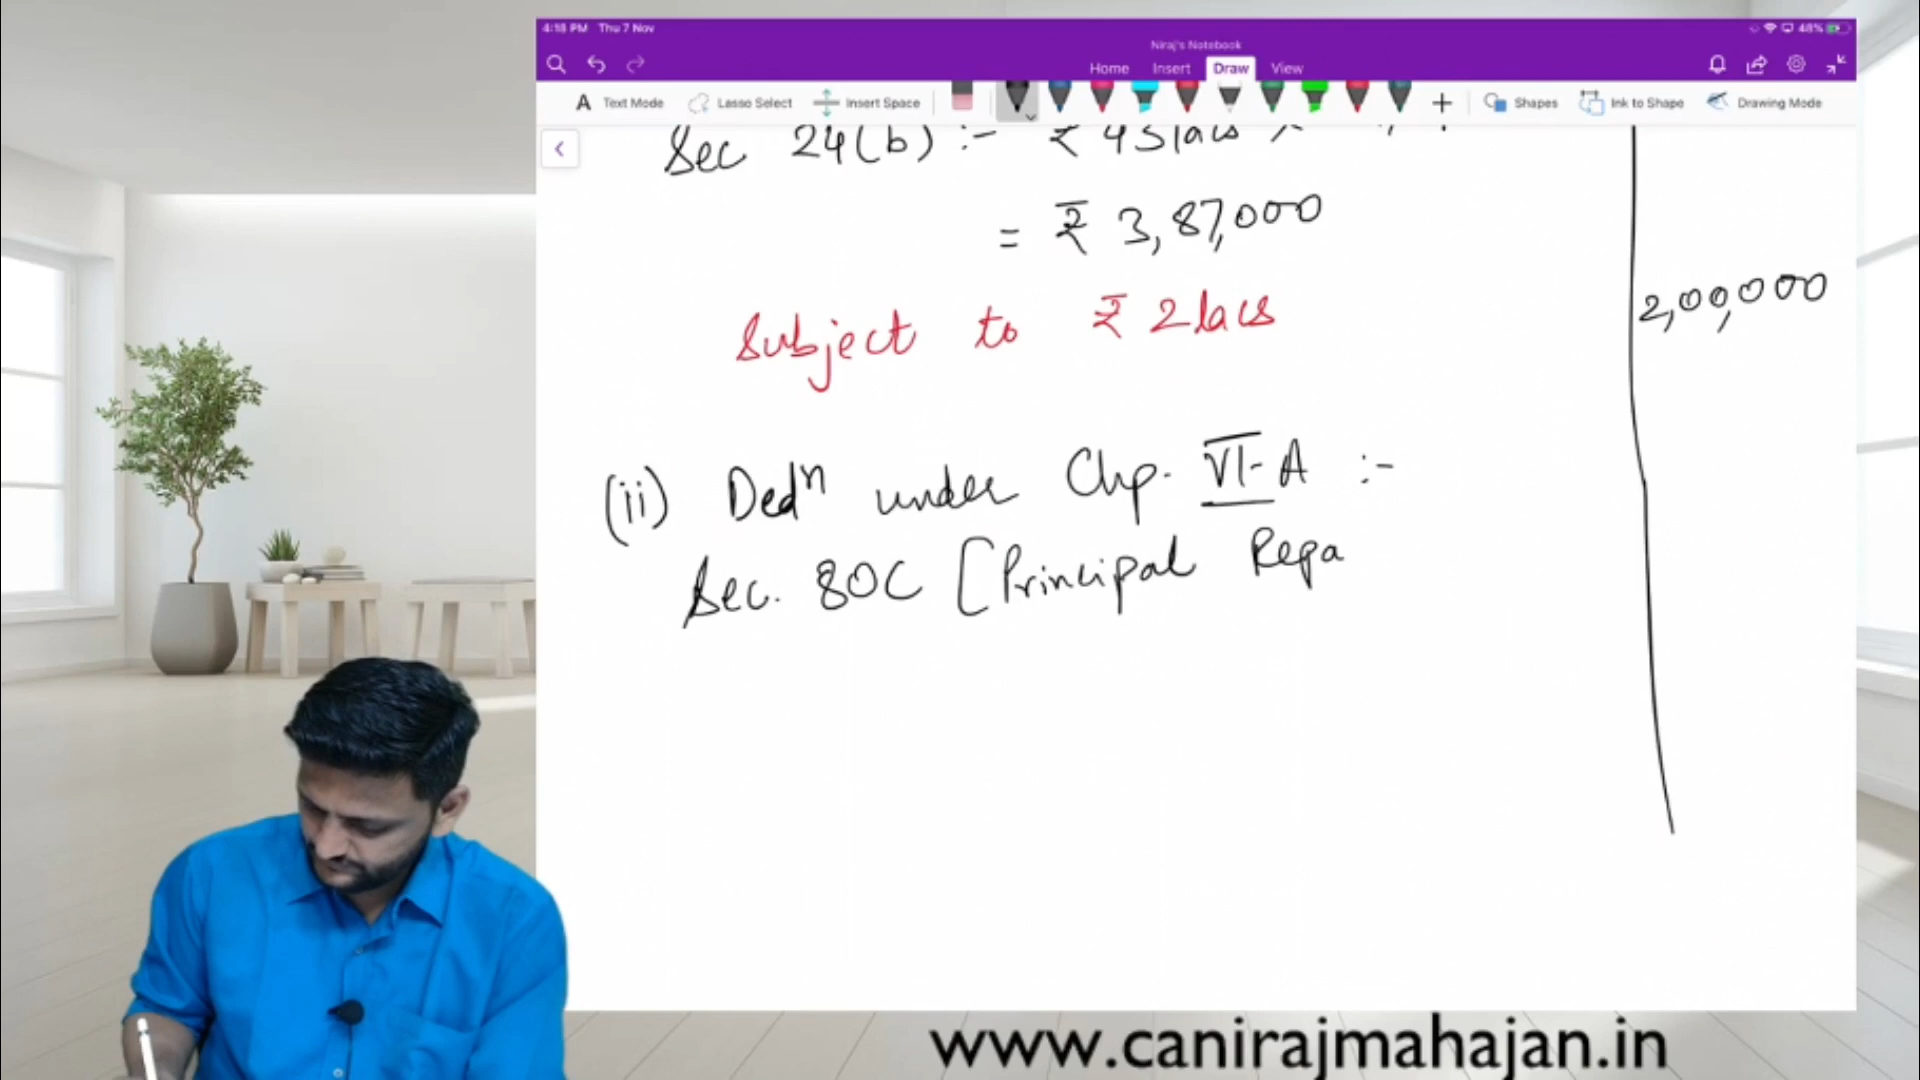 4:18 PM Thu 7 Nov
48%
Niraj's Notebook
Home Insert Draw View
A Text Mode Lasso Select Insert Space Shapes Ink to Shape Drawing Mode
Sec 24(b) :- ₹ 43 lacs ×
= ₹ 3,87,000
Subject to ₹ 2 lacs
2,00,000
(ii) Dedⁿ under Chp. VI-A :-
Sec. 80C [Principal Repa
www.canirajmahajan.in